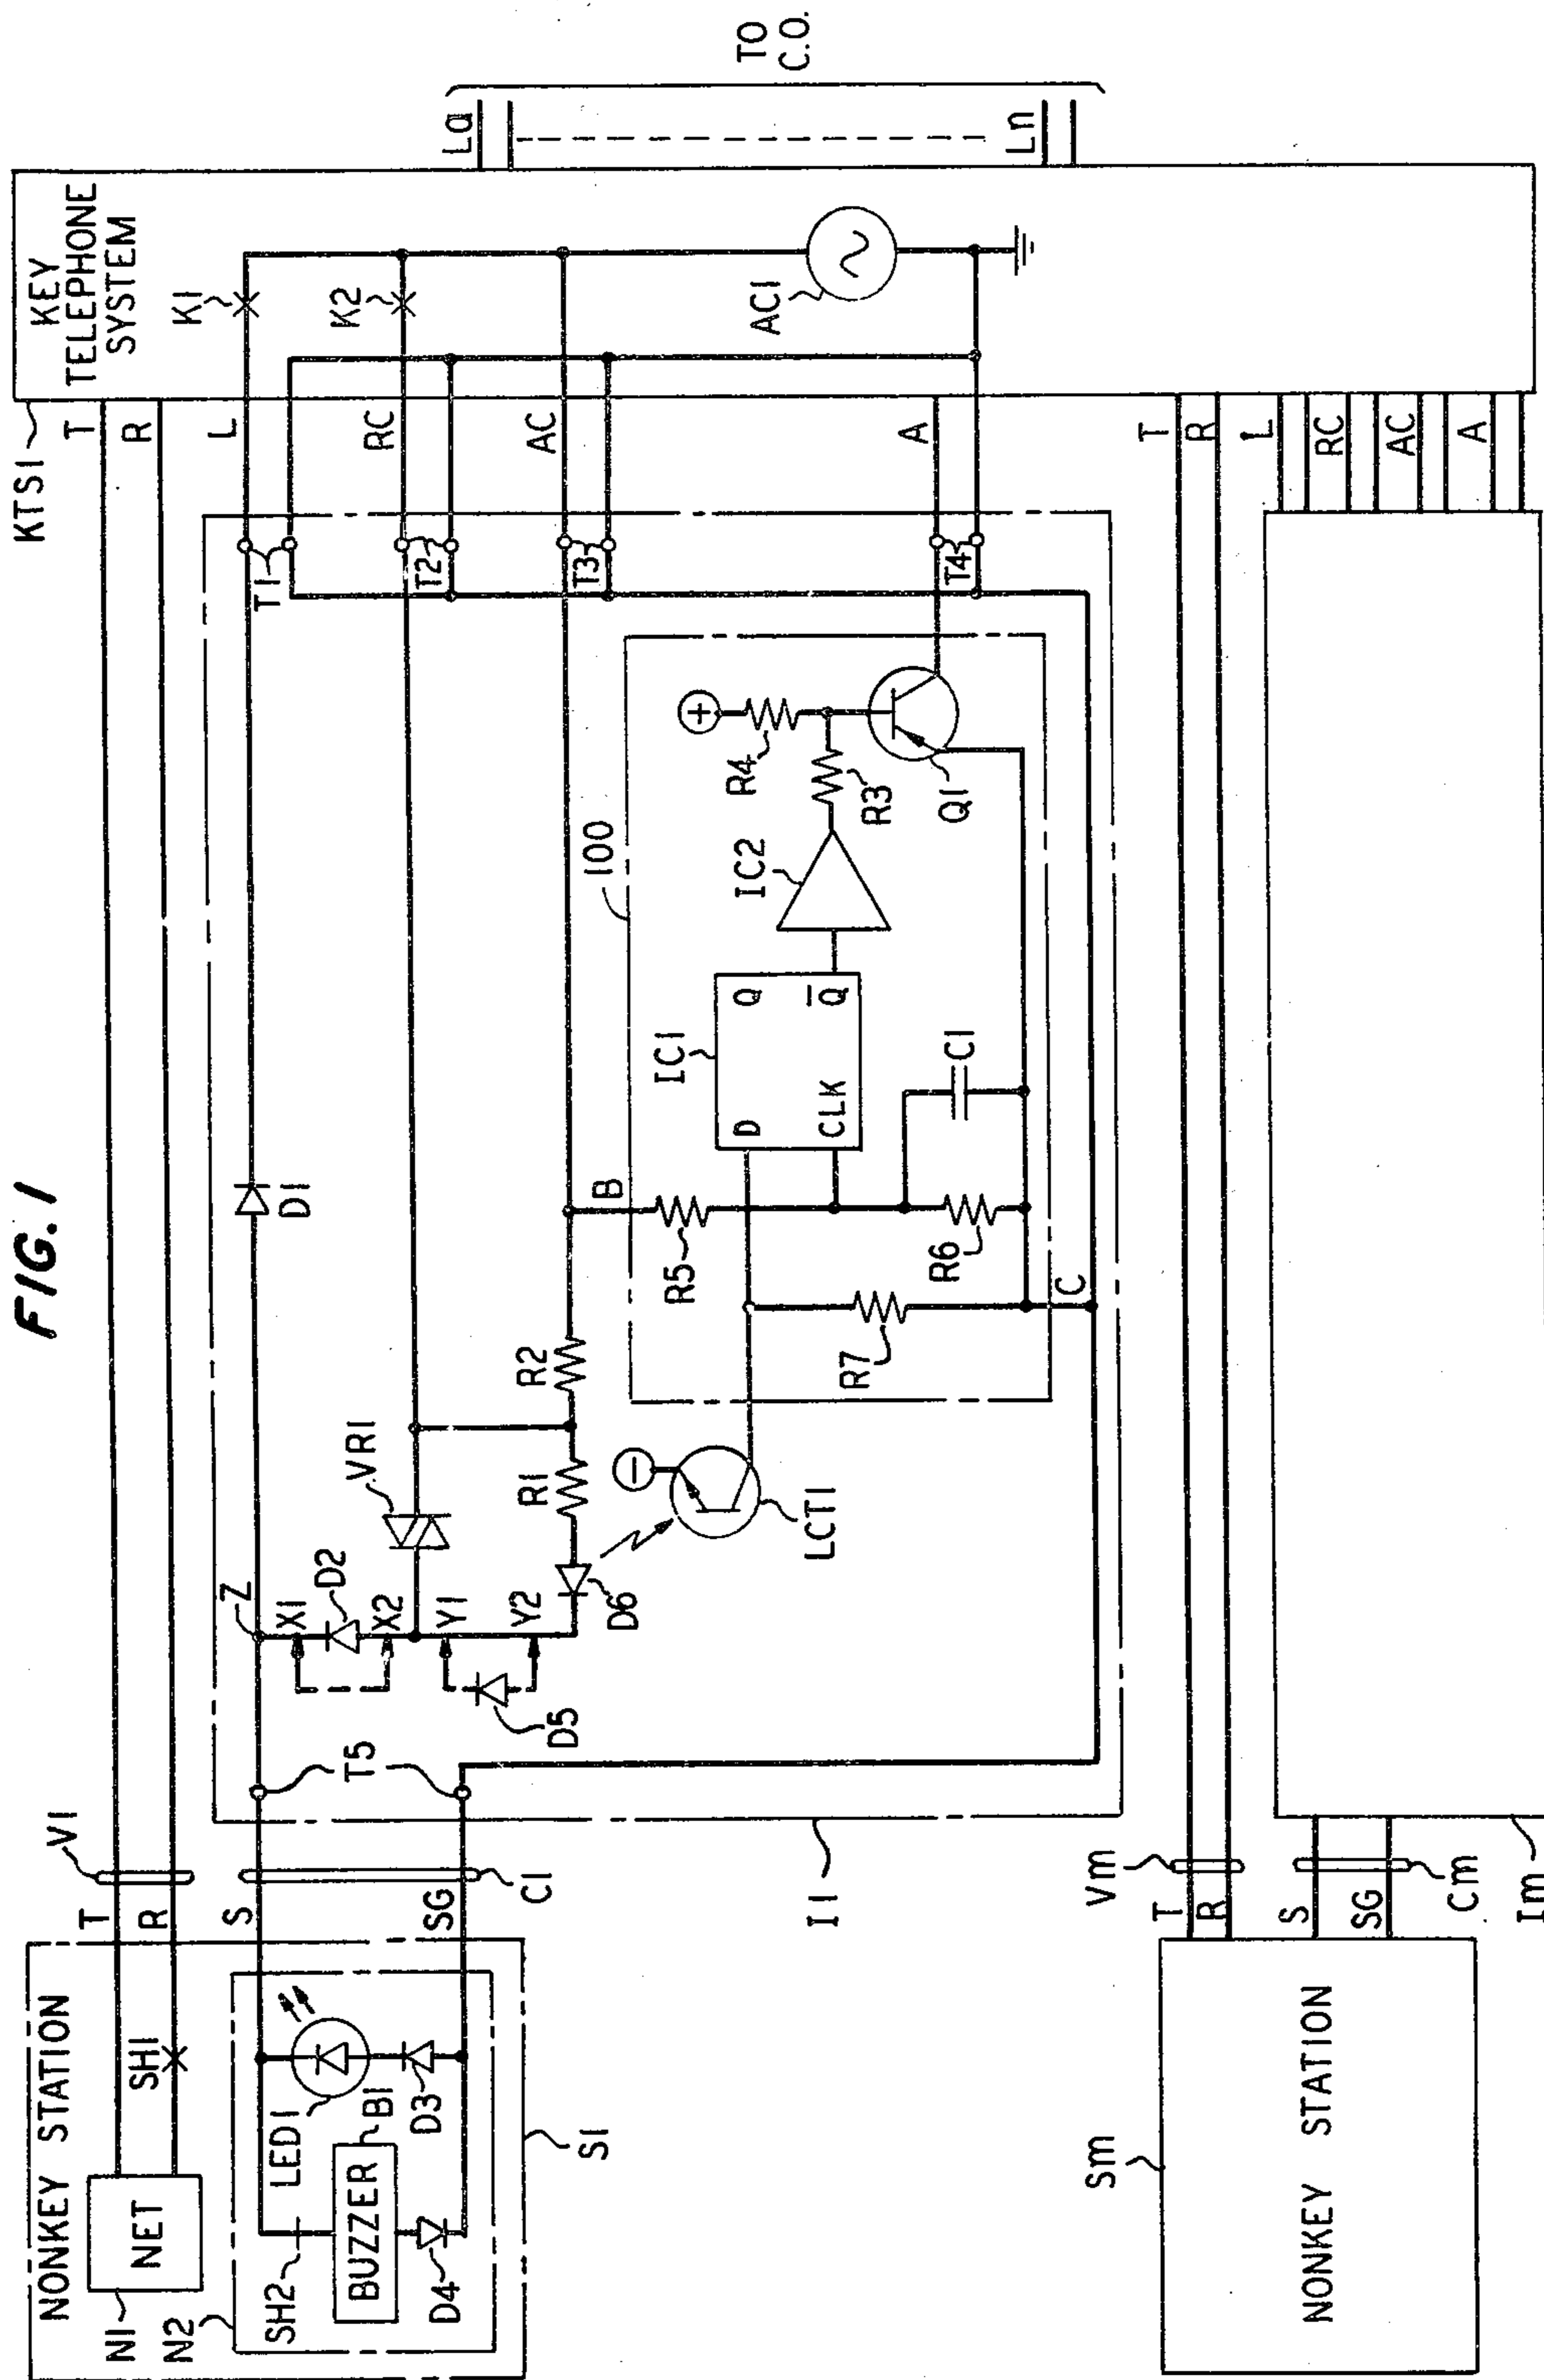 FIG. 1
NONKEY STATION
N1
NET
SH1
T
R
V1
N2
SH2
BUZZER
B1
LED1
D3
D4
S1
S
SG
C1
T5
Z
X1
D2
X2
Y1
Y2
D5
D6
VR1
R1
R2
LCT1
D1
B
100
R5
R7
R6
C
C1
IC1
D
Q
CLK
Q̅
IC2
R4
R3
Q1
I1
T1
T2
T3
T4
KTS1
T
R
L
RC
AC
A
KEY
TELEPHONE
SYSTEM
K1
K2
AC1
La
Ln
TO
C.O.
Sm
NONKEY STATION
T
R
Vm
S
SG
Cm
Im
T
R
L
RC
AC
A